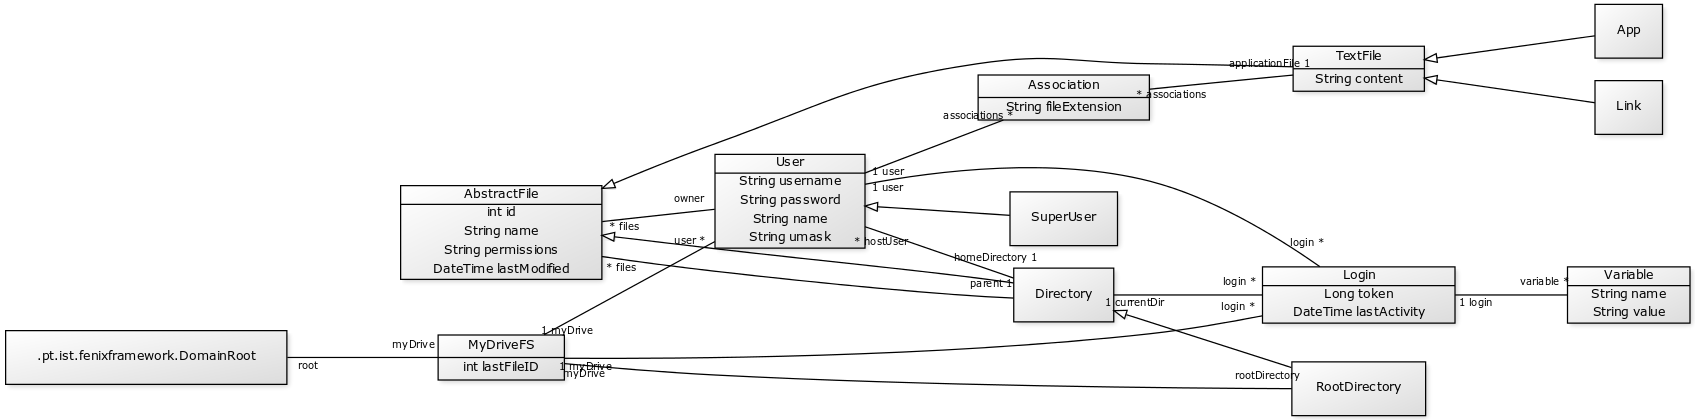 App
TextFile
String content
applicationFile 1
Association
String fileExtension
* associations
associations *
Link
User
String username
String password
String name
String umask
1 user
1 user
AbstractFile
int id
String name
String permissions
DateTime lastModified
owner
* files
user *
* files
SuperUser
* hostUser
homeDirectory 1
parent 1
Directory
1 currentDir
login *
login *
login *
Login
Long token
DateTime lastActivity
1 login
variable *
Variable
String name
String value
.pt.ist.fenixframework.DomainRoot
root
myDrive
MyDriveFS
int lastFileID
1 myDrive
1 myDrive
myDrive
rootDirectory
RootDirectory